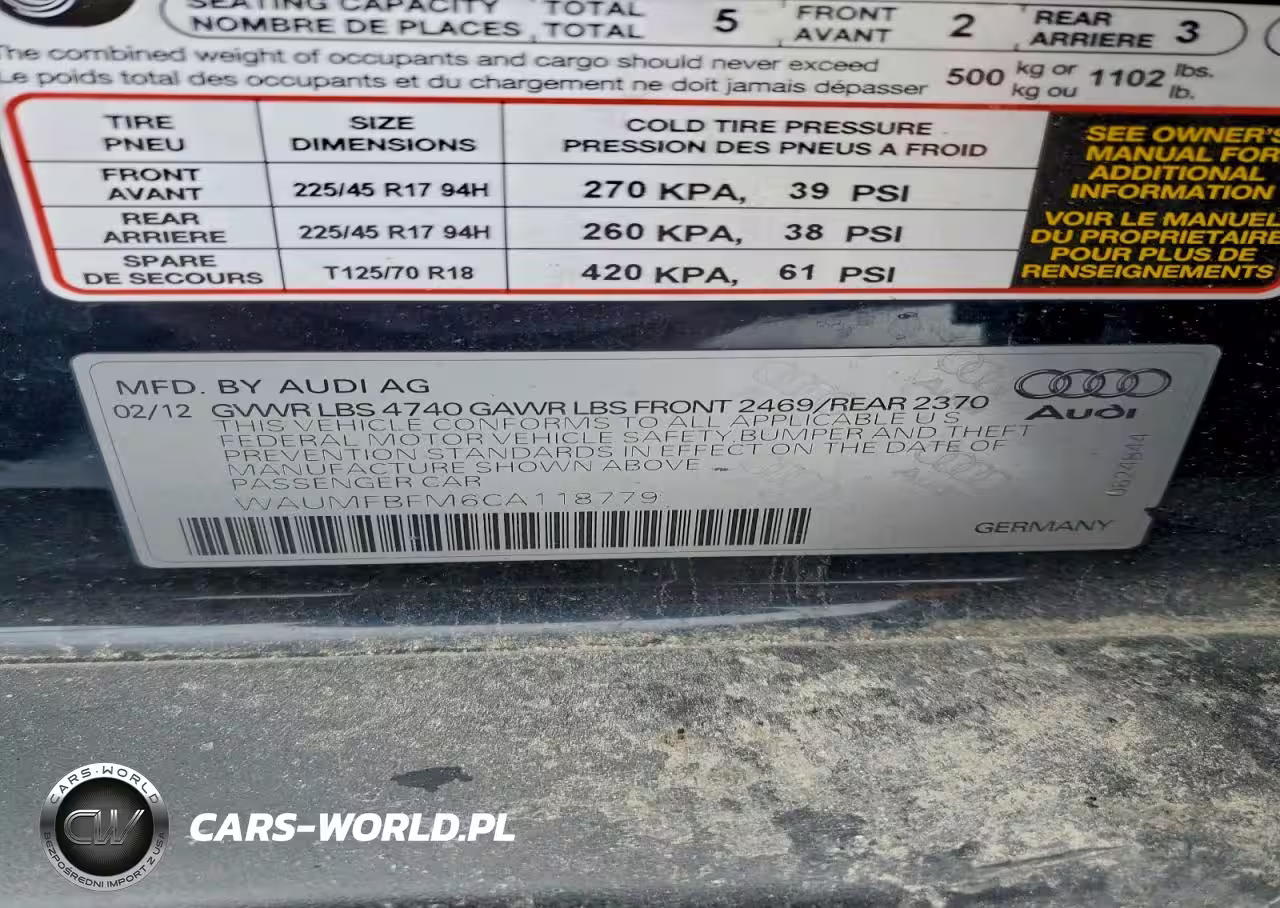 SEATING CAPACITY TOTAL 5 FRONT 2 REAR 3
NOMBRE DE PLACES TOTAL AVANT ARRIERE
The combined weight of occupants and cargo should never exceed 500 kg or 1102 lbs.
Le poids total des occupants et du chargement ne doit jamais dépasser kg ou lb.
TIRE SIZE COLD TIRE PRESSURE
PNEU DIMENSIONS PRESSION DES PNEUS A FROID
FRONT
AVANT 225/45 R17 94H 270 KPA, 39 PSI
REAR
ARRIERE 225/45 R17 94H 260 KPA, 38 PSI
SPARE
DE SECOURS T125/70 R18 420 KPA, 61 PSI
SEE OWNER'S
MANUAL FOR
ADDITIONAL
INFORMATION
VOIR LE MANUEL
DU PROPRIETAIRE
POUR PLUS DE
RENSEIGNEMENTS
MFD. BY AUDI AG
02/12 GVWR LBS 4740 GAWR LBS FRONT 2469/REAR 2370
THIS VEHICLE CONFORMS TO ALL APPLICABLE U S
FEDERAL MOTOR VEHICLE SAFETY, BUMPER AND THEFT
PREVENTION STANDARDS IN EFFECT ON THE DATE OF
MANUFACTURE SHOWN ABOVE
PASSENGER CAR
WAUMFBFM6CA118779
Audi
GERMANY
CARS-WORLD
CW
BEZPOŚREDNI IMPORT Z USA
CARS-WORLD.PL